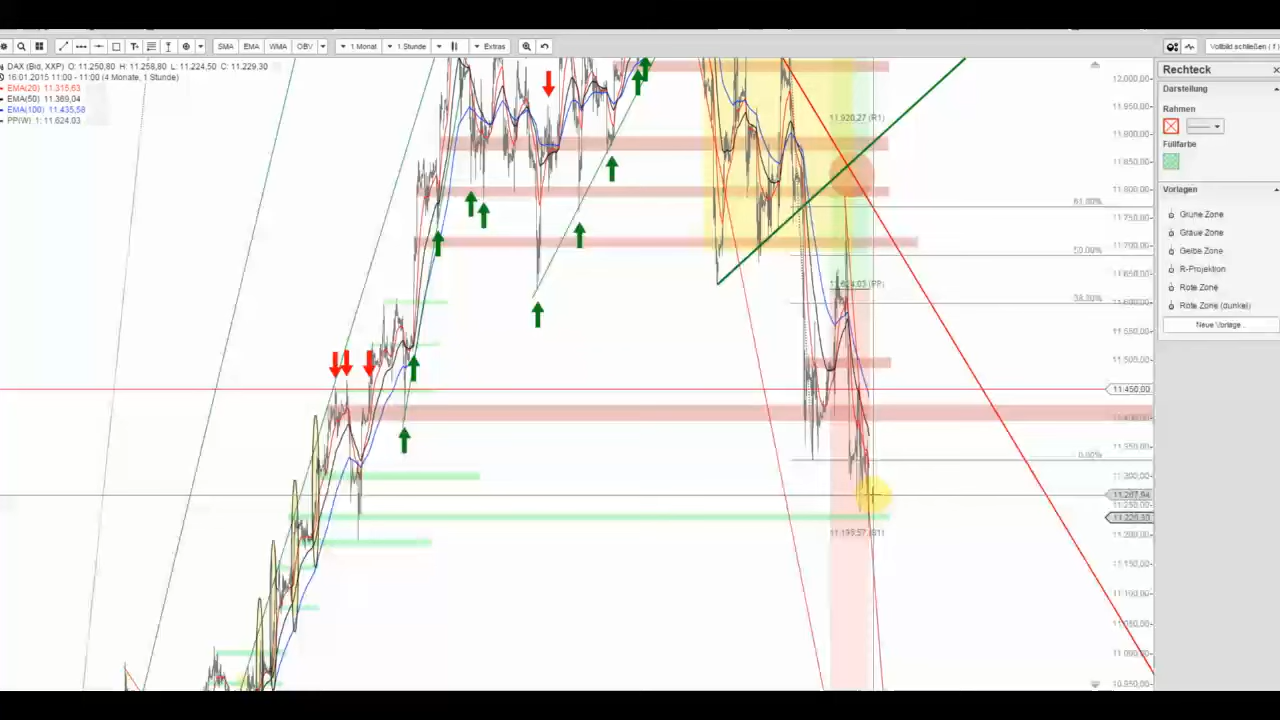 SMA EMA WMA OBV 1 Monat 1 Stunde Extras Vollbild schließen ( f )
DAX (Bid, XXP) O: 11.250,80 H: 11.258,80 L: 11.224,50 C: 11.229,30
16.01.2015 11:00 - 11:00 (4 Monate, 1 Stunde)
EMA(20) 11.315,63
EMA(50) 11.369,04
EMA(100) 11.435,58
PP(W) 1: 11.624,03
Rechteck
Darstellung
Rahmen
Füllfarbe
Vorlagen
Grüne Zone
Graue Zone
Gelbe Zone
R-Projektion
Rote Zone
Rote Zone (dunkel)
Neue Vorlage...
12.000,00
11.950,00
11.920,27 (R1)
11.900,00
11.850,00
11.800,00
11.750,00
11.700,00
50,00%
11.650,00
11.624,03 (PP)
38,20%
11.600,00
11.550,00
11.500,00
11.450,00
11.400,00
11.350,00
0,00%
11.300,00
11.250,00
11.200,00
11.150,00
11.100,00
11.050,00
11.000,00
10.950,00